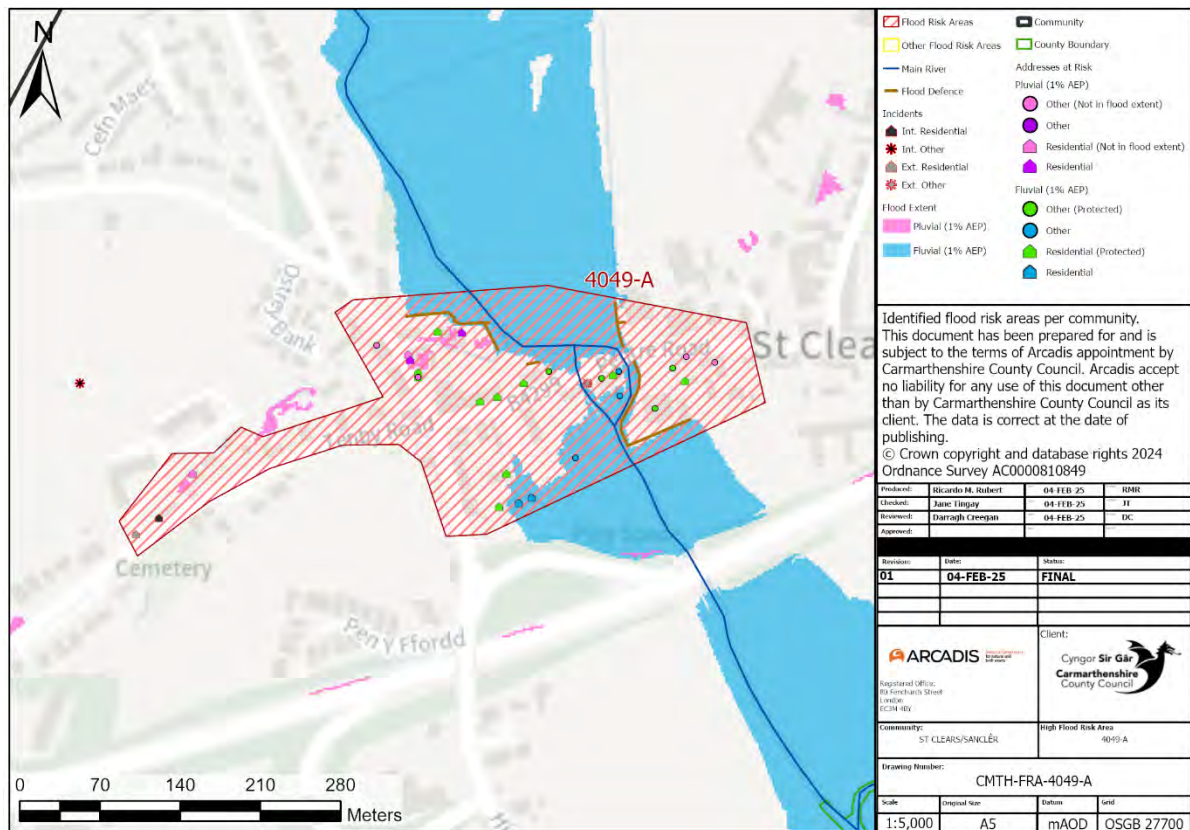 N
Cefn Maes
Ostrey
Bank
4049-A
St Clea
Road
Tenby Road
Cemetery
Pen Y Ffordd
0 70 140 210 280
Meters
Flood Risk Areas
Other Flood Risk Areas
Main River
Flood Defence
Incidents
Int. Residential
Int. Other
Ext. Residential
Ext. Other
Flood Extent
Pluvial (1% AEP)
Fluvial (1% AEP)
Community
County Boundary
Addresses at Risk
Pluvial (1% AEP)
Other (Not in flood extent)
Other
Residential (Not in flood extent)
Residential
Fluvial (1% AEP)
Other (Protected)
Other
Residential (Protected)
Residential
Identified flood risk areas per community.
This document has been prepared for and is
subject to the terms of Arcadis appointment by
Carmarthenshire County Council. Arcadis accept
no liability for any use of this document other
than by Carmarthenshire County Council as its
client. The data is correct at the date of
publishing.
© Crown copyright and database rights 2024
Ordnance Survey AC0000810849
Produced: Ricardo M. Rubert 04-FEB-25 RMR
Checked: Jane Tingay 04-FEB-25 JT
Reviewed: Darragh Creegan 04-FEB-25 DC
Approved:
Revision: Date: Status:
01 04-FEB-25 FINAL
ARCADIS
Registered Office:
80 Fenchurch Street
London
EC3M 4BY
Client:
Cyngor Sir Gâr
Carmarthenshire
County Council
Community: High Flood Risk Area
ST CLEARS/SANCLÊR 4049-A
Drawing Number:
CMTH-FRA-4049-A
Scale Original Size Datum Grid
1:5,000 A5 mAOD OSGB 27700